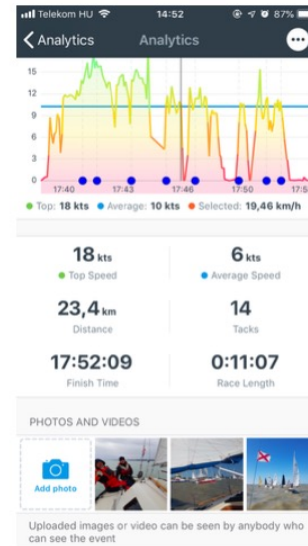 Telekom HU 14:52 87%
Analytics Analytics
15
12
9
6
3
0
17:40 17:43 17:46 17:50 17:5
Top: 18 kts Average: 10 kts Selected: 19,46 km/h
18 kts 6 kts
Top Speed Average Speed
23,4 km 14
Distance Tacks
17:52:09 0:11:07
Finish Time Race Length
PHOTOS AND VIDEOS
Add photo
Uploaded images or video can be seen by anybody who
can see the event